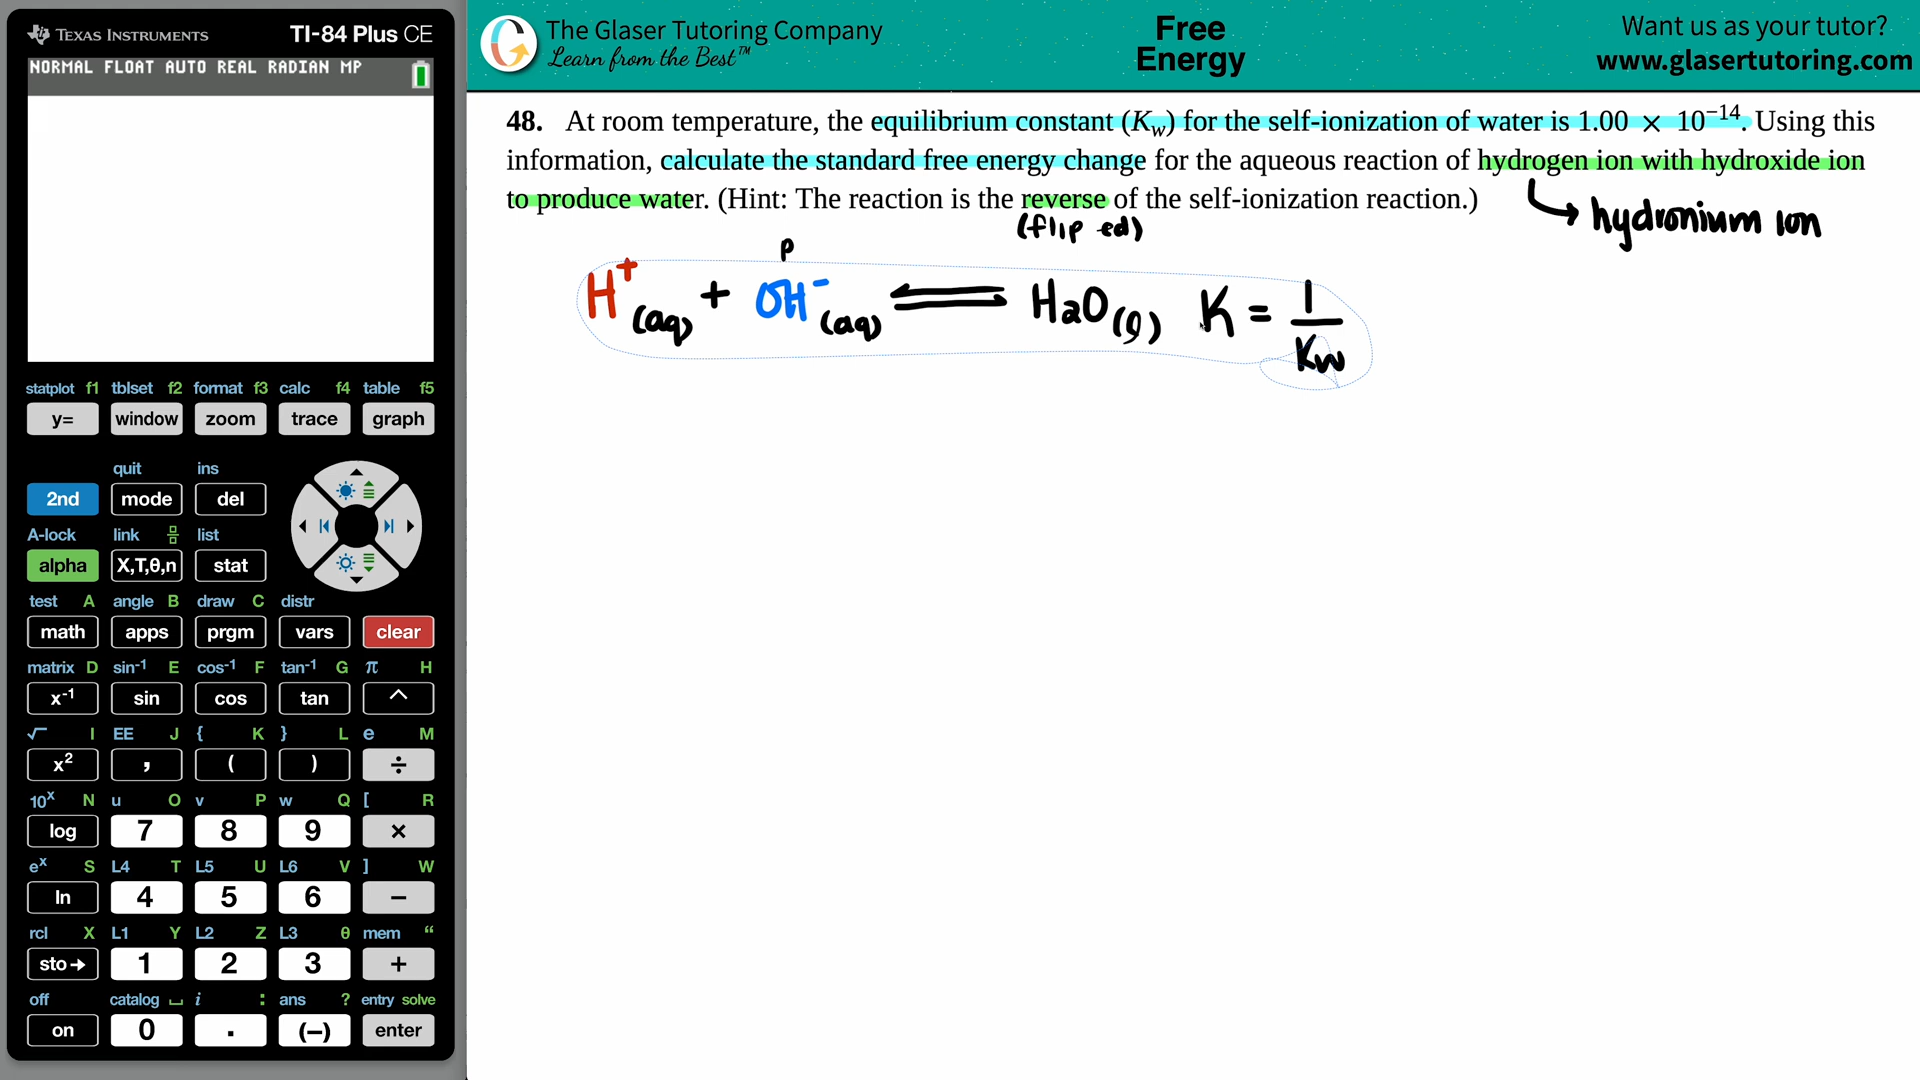 TEXAS INSTRUMENTS TI-84 Plus CE
NORMAL FLOAT AUTO REAL RADIAN MP
statplot f1 tblset f2 format f3 calc f4 table f5
y= window zoom trace graph
quit ins
2nd mode del
A-lock link list
alpha X,T,θ,n stat
test A angle B draw C distr
math apps prgm vars clear
matrix D sin⁻¹ E cos⁻¹ F tan⁻¹ G π H
x⁻¹ sin cos tan ^
√ I EE J { K } L e M
x² , ( ) ÷
10ˣ N u O v P w Q [ R
log 7 8 9 ×
eˣ S L4 T L5 U L6 V ] W
ln 4 5 6 −
rcl X L1 Y L2 Z L3 θ mem “
sto→ 1 2 3 +
off catalog ⎵ i : ans ? entry solve
on 0 . (−) enter
The Glaser Tutoring Company
Learn from the Best™
Free
Energy
Want us as your tutor?
www.glasertutoring.com
48. At room temperature, the equilibrium constant (Kw) for the self-ionization of water is 1.00 × 10⁻¹⁴. Using this
information, calculate the standard free energy change for the aqueous reaction of hydrogen ion with hydroxide ion
to produce water. (Hint: The reaction is the reverse of the self-ionization reaction.)
hydronium ion
(flip ed)
P
H⁺(aq) + OH⁻(aq) ⇌ H2O(l) K = 1/Kw